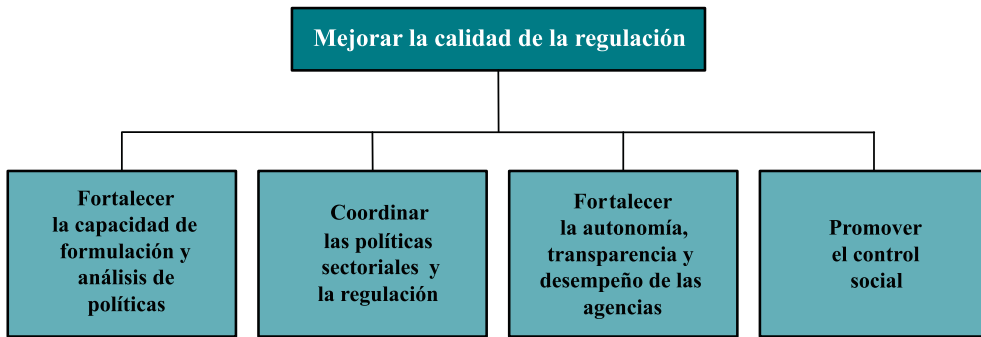 Mejorar la calidad de la regulación
Fortalecer
la capacidad de
formulación y
análisis de
políticas
Coordinar
las políticas
sectoriales y
la regulación
Fortalecer
la autonomía,
transparencia y
desempeño de las
agencias
Promover
el control
social